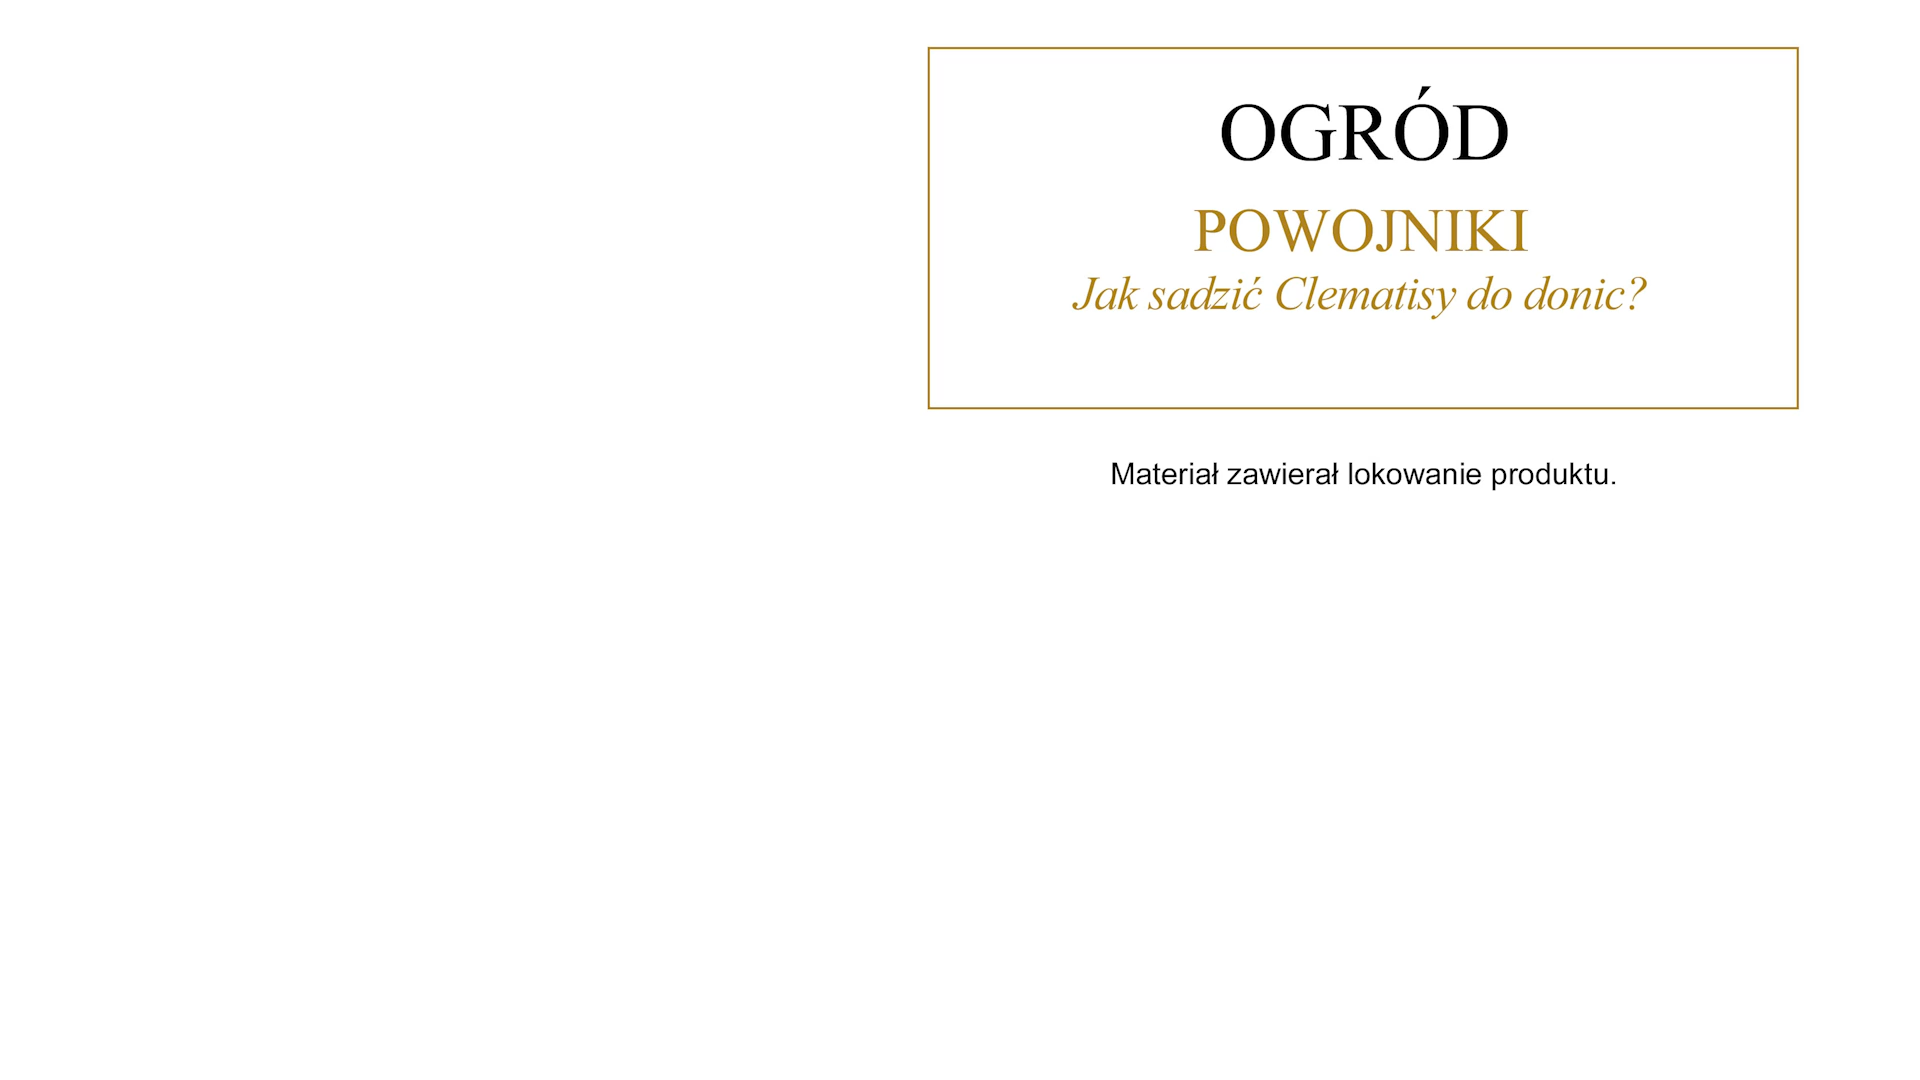 OGRÓD
POWOJNIKI
Jak sadzić Clematisy do donic?
Materiał zawierał lokowanie produktu.